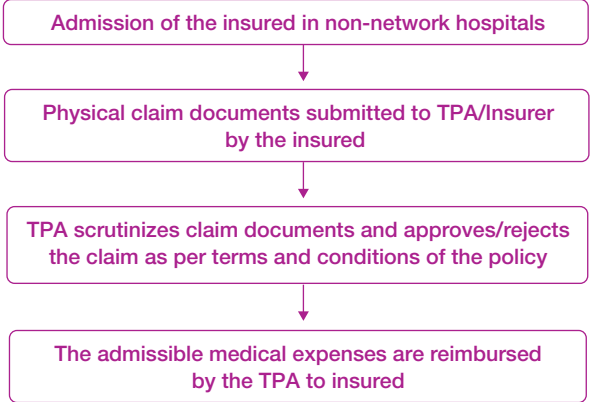 Admission of the insured in non-network hospitals
Physical claim documents submitted to TPA/Insurer
by the insured
TPA scrutinizes claim documents and approves/rejects
the claim as per terms and conditions of the policy
The admissible medical expenses are reimbursed
by the TPA to insured